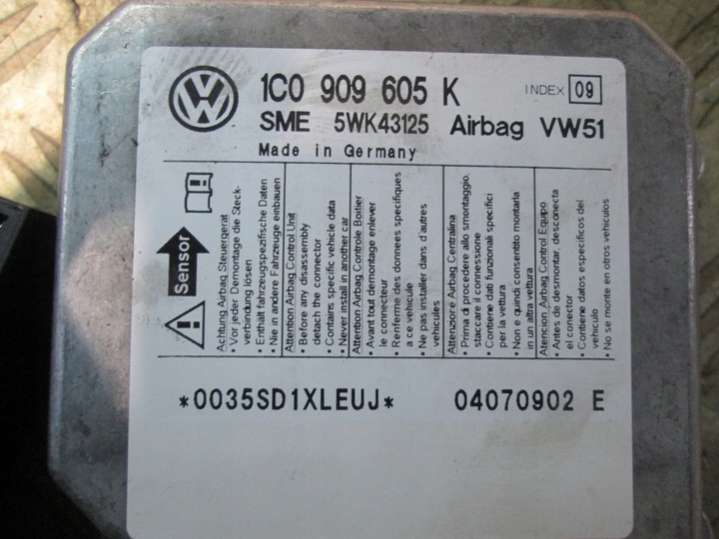 1C0 909 605 K
INDEX 09
SME 5WK43125 Airbag VW51
Made in Germany
Sensor
Achtung Airbag Steuergerät
• Vor jeder Demontage die Steck-
verbindung lösen
• Enthält fahrzeugspezifische Daten
• Nie in andere Fahrzeuge einbauen
Attention Airbag Control Unit
• Before any disassembly
detach the connector
• Contains specific vehicle data
• Never install in another car
Attention Airbag Controle Boitier
• Avant tout demontage enlever
le connecteur
• Renferme des donnees specifiques
a ce vehicule
• Ne pas installer dans d'autres
vehicules
Attenzione Airbag Centralina
• Prima di procedere allo smontaggio,
staccare il connessione
• Contiene dati funzionali specifici
per la vettura
• Non e quindi consentito montarla
in un altra vettura
Atencion Airbag Control Equipo
• Antes de desmontar, desconecta
el conector
• Contiene datos especificos del
vehiculo
• No se monte en otros vehiculos
*0035SD1XLEUJ* 04070902 E